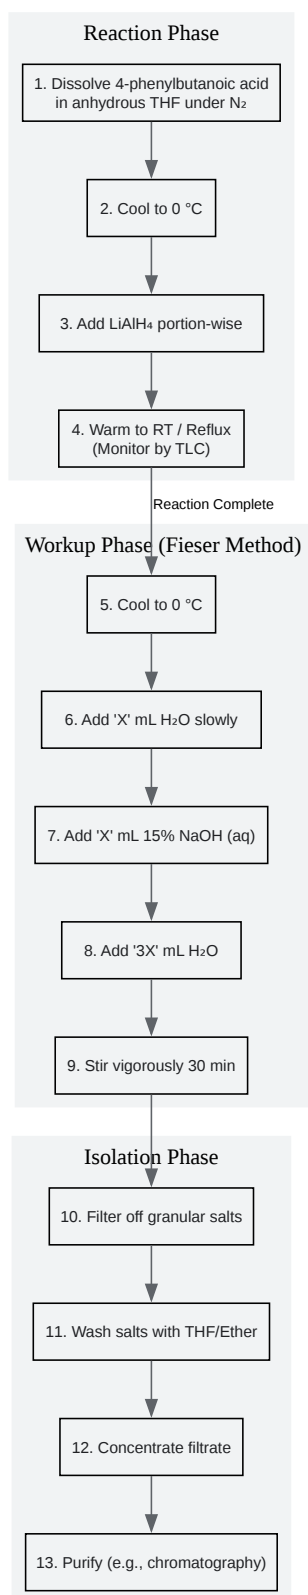 Reaction Phase
1. Dissolve 4-phenylbutanoic acid
in anhydrous THF under N₂
2. Cool to 0 °C
3. Add LiAlH₄ portion-wise
4. Warm to RT / Reflux
(Monitor by TLC)
Reaction Complete
Workup Phase (Fieser Method)
5. Cool to 0 °C
6. Add 'X' mL H₂O slowly
7. Add 'X' mL 15% NaOH (aq)
8. Add '3X' mL H₂O
9. Stir vigorously 30 min
Isolation Phase
10. Filter off granular salts
11. Wash salts with THF/Ether
12. Concentrate filtrate
13. Purify (e.g., chromatography)